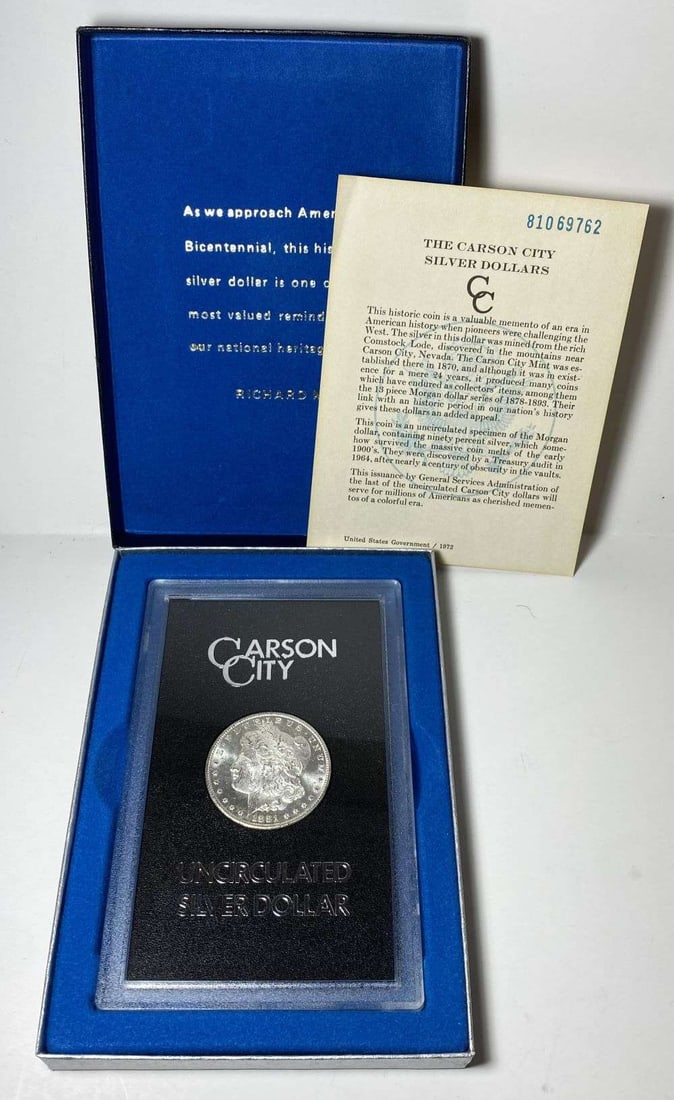 As we approach Amer
Bicentennial, this his
silver dollar is one o
most valued remind
our national heritag
RICHARD N
81069762
THE CARSON CITY
SILVER DOLLARS
CC
This historic coin is a valuable memento of an era in
American history when pioneers were challenging the
West. The silver in this dollar was mined from the rich
Comstock Lode, discovered in the mountains near
Carson City, Nevada. The Carson City Mint was es-
tablished there in 1870, and although it was in exist-
ence for a mere 24 years, it produced many coins
which have endured as collectors' items, among them
the 13 piece Morgan dollar series of 1878-1893. Their
link with an historic period in our nation's history
gives these dollars an added appeal.
This coin is an uncirculated specimen of the Morgan
dollar, containing ninety percent silver, which some-
how survived the massive coin melts of the early
1900's. They were discovered by a Treasury audit in
1964, after nearly a century of obscurity in the vaults.
This issuance by General Services Administration of
the last of the uncirculated Carson City dollars will
serve for millions of Americans as cherished memen-
tos of a colorful era.
United States Government / 1972
CARSON
CITY
E PLURIBUS UNUM
1881
UNCIRCULATED
SILVER DOLLAR